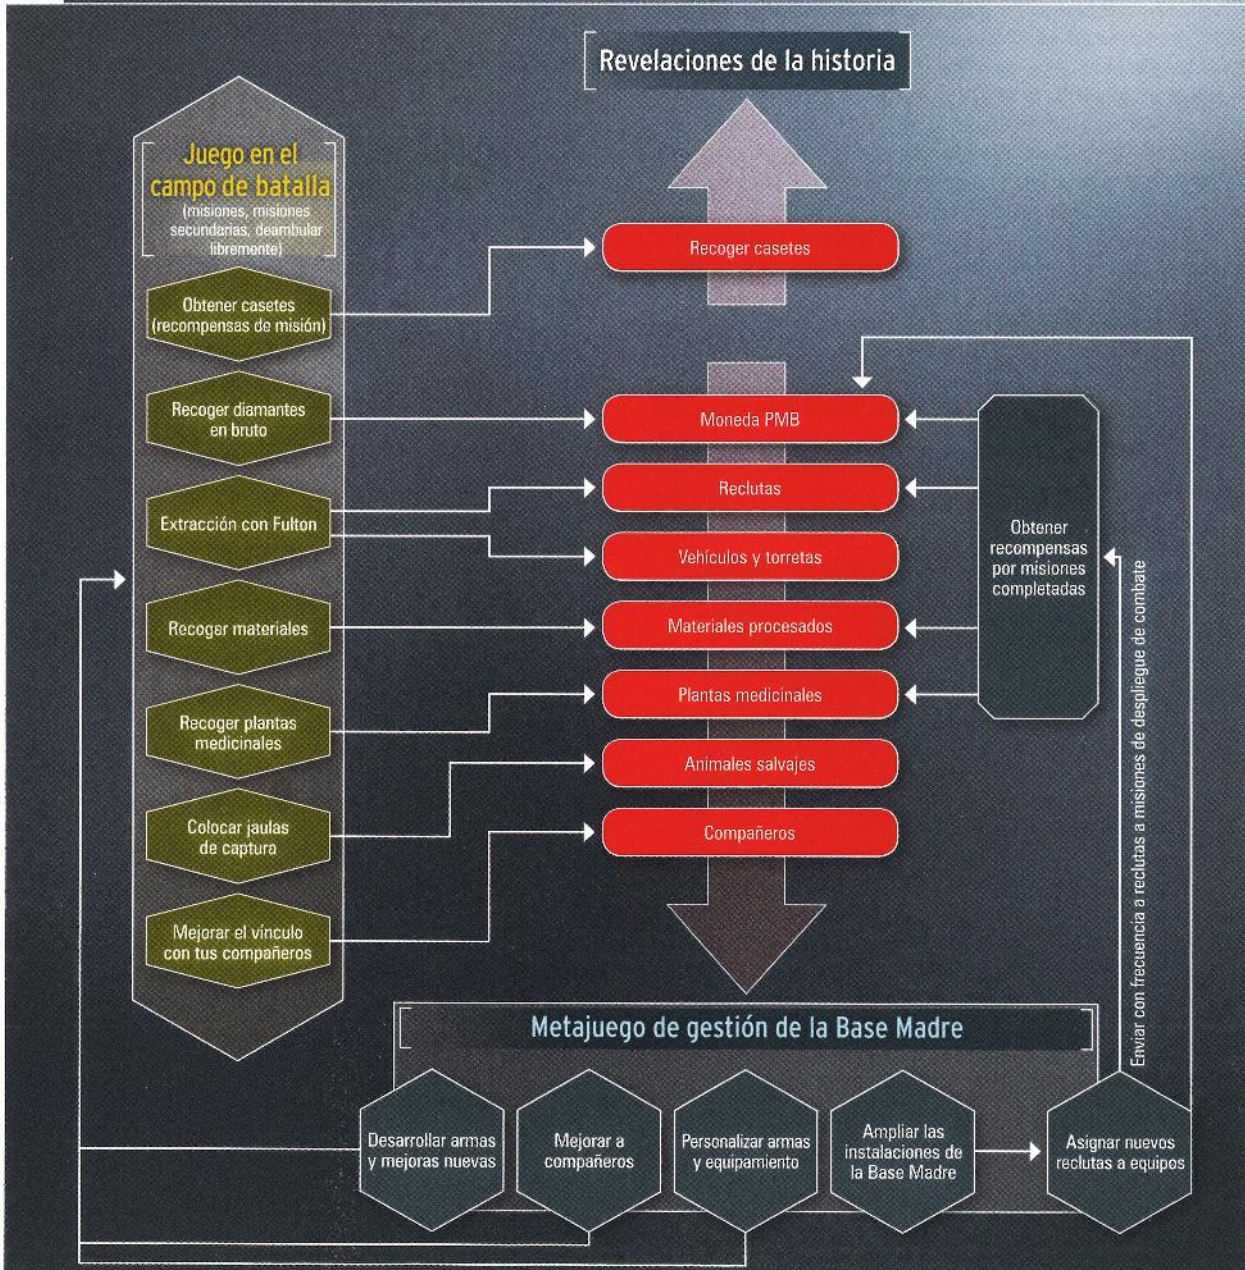 Revelaciones de la historia
Juego en el
campo de batalla
(misiones, misiones
secundarias, deambular
libremente)
Recoger casetes
Obtener casetes
(recompensas de misión)
Recoger diamantes
en bruto
Moneda PMB
Extracción con Fulton
Reclutas
Vehículos y torretas
Obtener
recompensas
por misiones
completadas
Recoger materiales
Materiales procesados
Recoger plantas
medicinales
Plantas medicinales
Animales salvajes
Colocar jaulas
de captura
Compañeros
Mejorar el vínculo
con tus compañeros
Enviar con frecuencia a reclutas a misiones de despliegue de combate
Metajuego de gestión de la Base Madre
Desarrollar armas
y mejoras nuevas
Mejorar a
compañeros
Personalizar armas
y equipamiento
Ampliar las
instalaciones de
la Base Madre
Asignar nuevos
reclutas a equipos